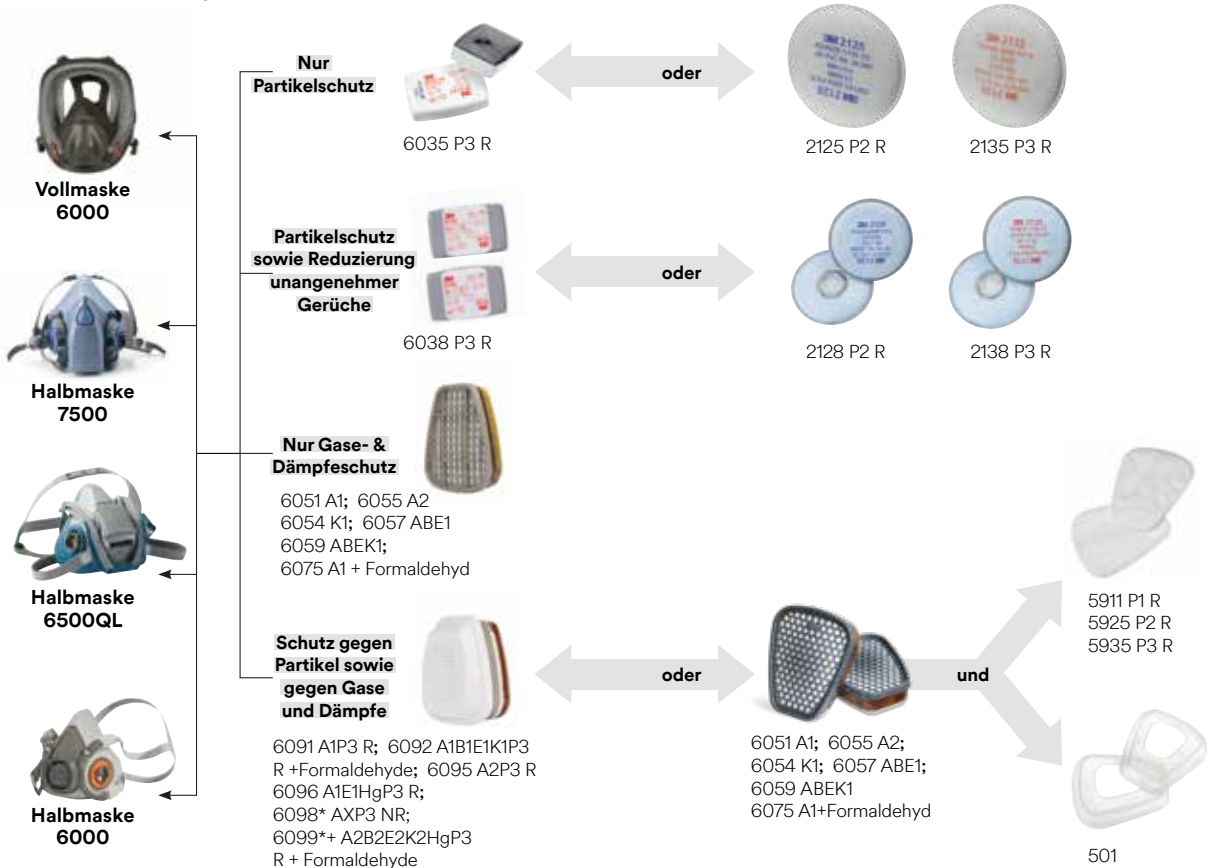 Vollmaske
6000
Halbmaske
7500
Halbmaske
6500QL
Halbmaske
6000
Nur
Partikelschutz
6035 P3 R
oder
3M 2125
2125 P2 R
2135 P3 R
Partikelschutz
sowie Reduzierung
unangenehmer
Gerüche
6038 P3 R
oder
2128 P2 R
2138 P3 R
Nur Gase- &
Dämpfeschutz
6051 A1; 6055 A2
6054 K1; 6057 ABE1
6059 ABEK1;
6075 A1 + Formaldehyd
Schutz gegen
Partikel sowie
gegen Gase
und Dämpfe
6091 A1P3 R; 6092 A1B1E1K1P3
R +Formaldehyde; 6095 A2P3 R
6096 A1E1HgP3 R;
6098* AXP3 NR;
6099*+ A2B2E2K2HgP3
R + Formaldehyde
oder
6051 A1; 6055 A2;
6054 K1; 6057 ABE1;
6059 ABEK1
6075 A1+Formaldehyd
und
5911 P1 R
5925 P2 R
5935 P3 R
501